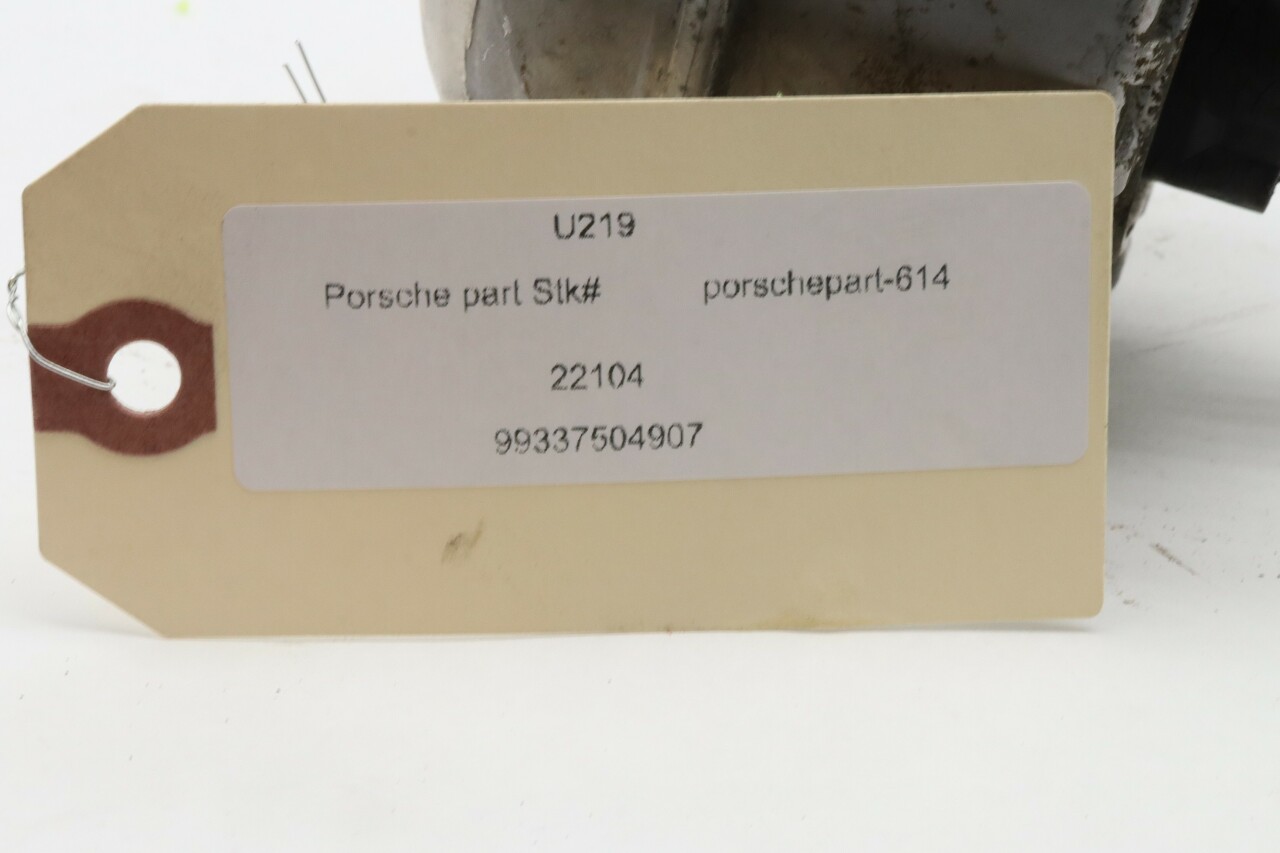 U219
Porsche part Stk# porschepart-614
22104
99337504907